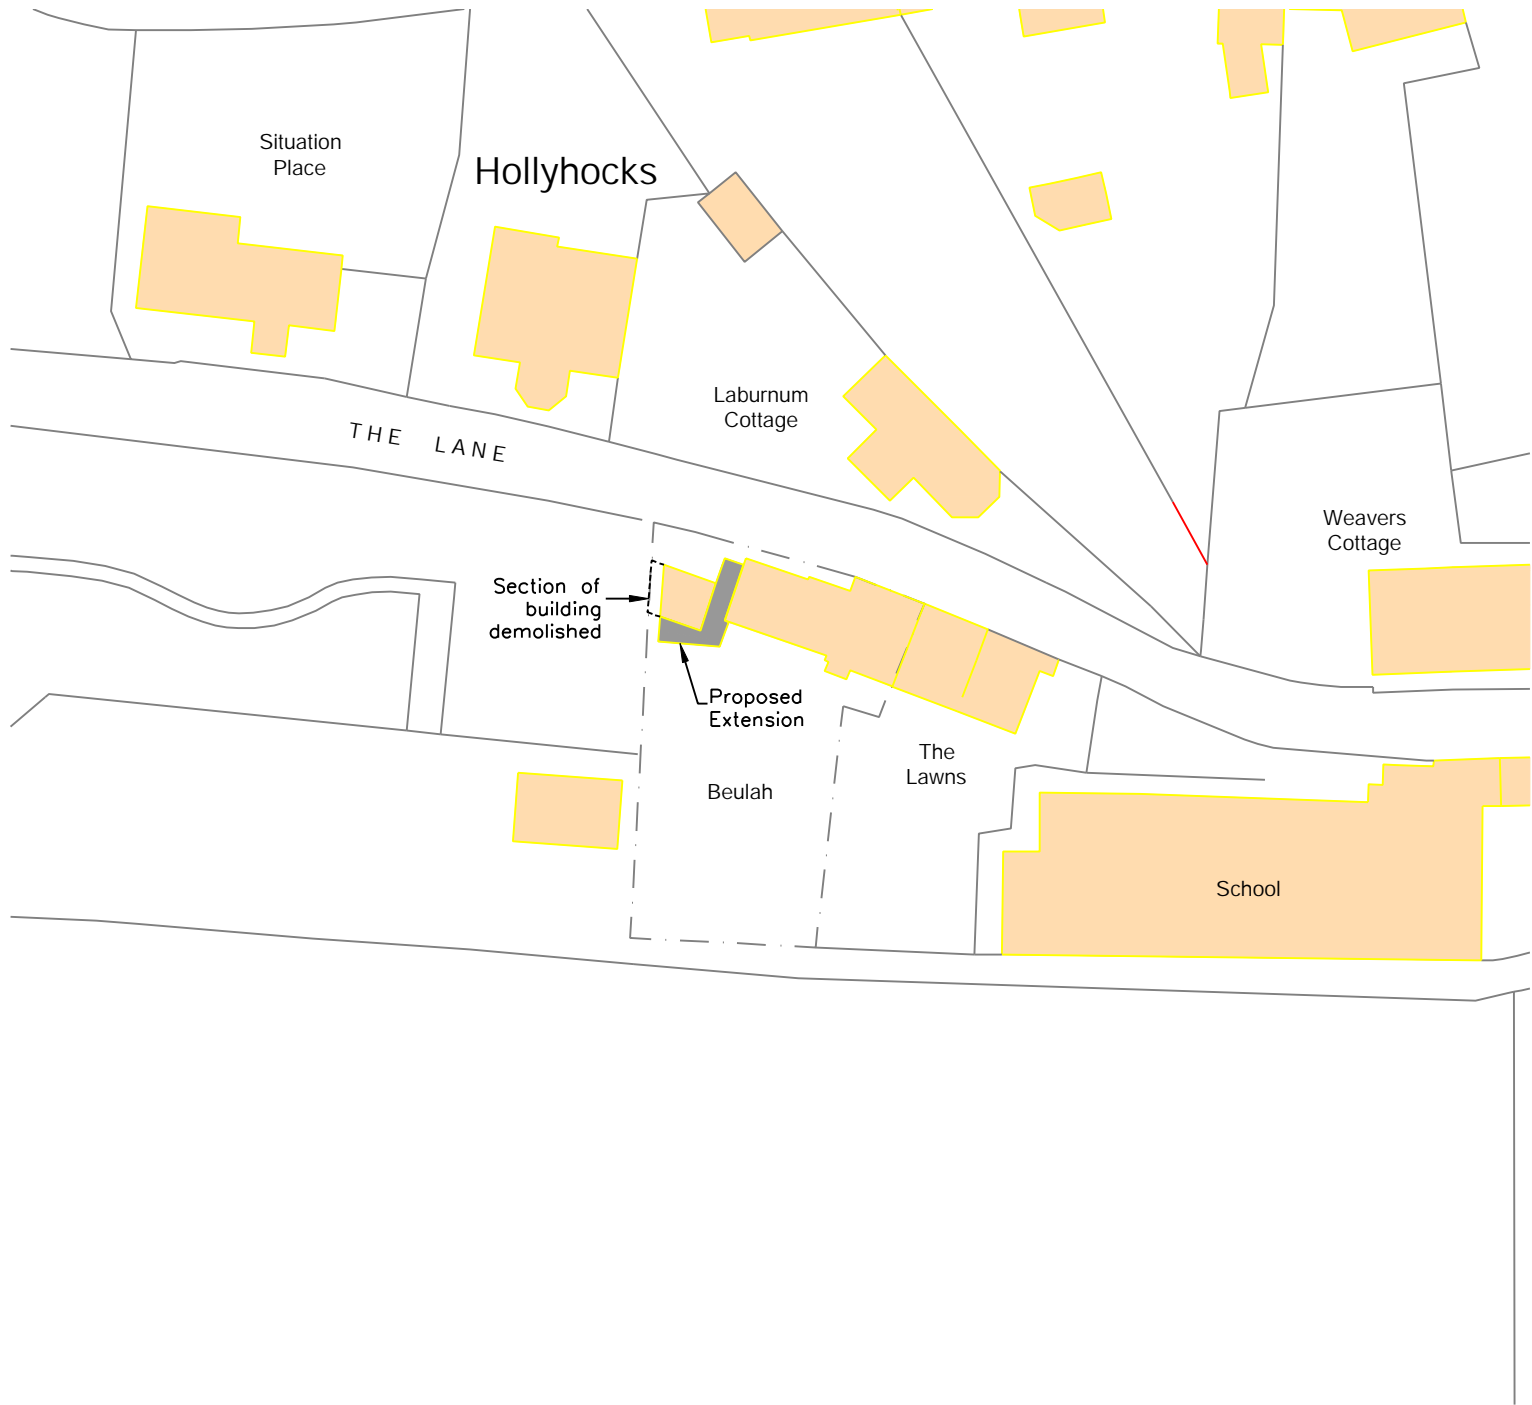 Situation
Place
Hollyhocks
Laburnum
Cottage
THE LANE
Weavers
Cottage
Section of
building
demolished
Proposed
Extension
The
Lawns
Beulah
School